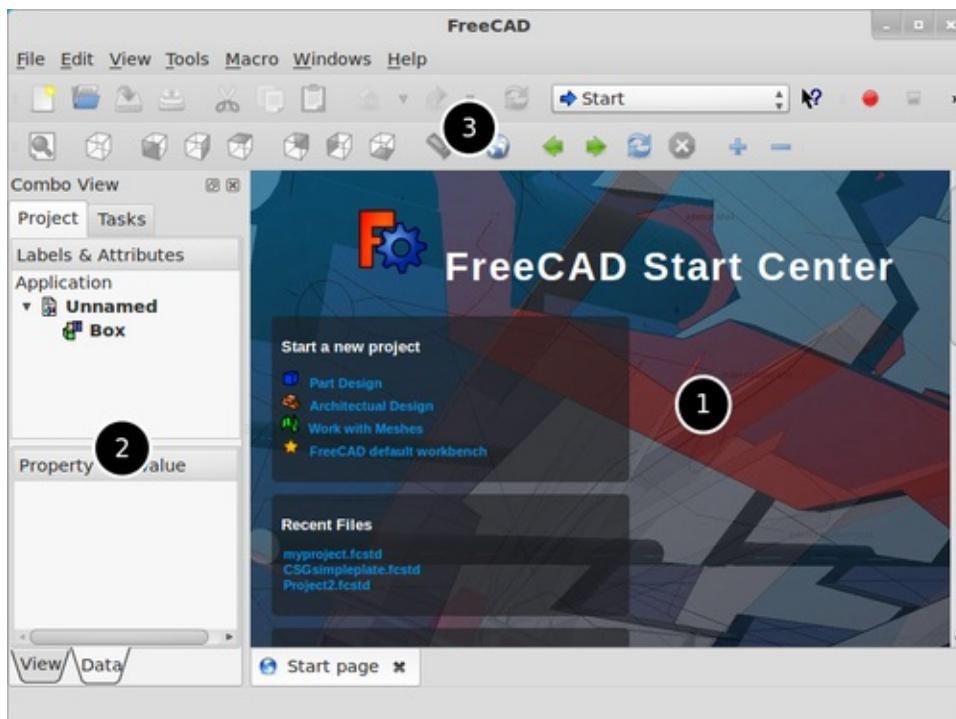 FreeCAD
File Edit View Tools Macro Windows Help
Start
3
Combo View
Project Tasks
Labels & Attributes
Application
Unnamed
Box
2
Property alue
View Data
FreeCAD Start Center
Start a new project
Part Design
Architectual Design
Work with Meshes
FreeCAD default workbench
1
Recent Files
myproject.fcstd
CSGsimpleplate.fcstd
Project2.fcstd
Start page